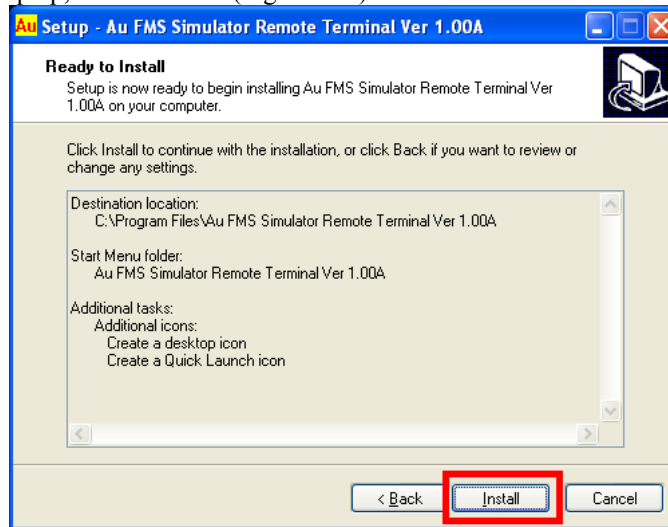 Au Setup - Au FMS Simulator Remote Terminal Ver 1.00A
Ready to Install
Setup is now ready to begin installing Au FMS Simulator Remote Terminal Ver
1.00A on your computer.
Click Install to continue with the installation, or click Back if you want to review or
change any settings.
Destination location:
C:\Program Files\Au FMS Simulator Remote Terminal Ver 1.00A
Start Menu folder:
Au FMS Simulator Remote Terminal Ver 1.00A
Additional tasks:
Additional icons:
Create a desktop icon
Create a Quick Launch icon
< Back Install Cancel